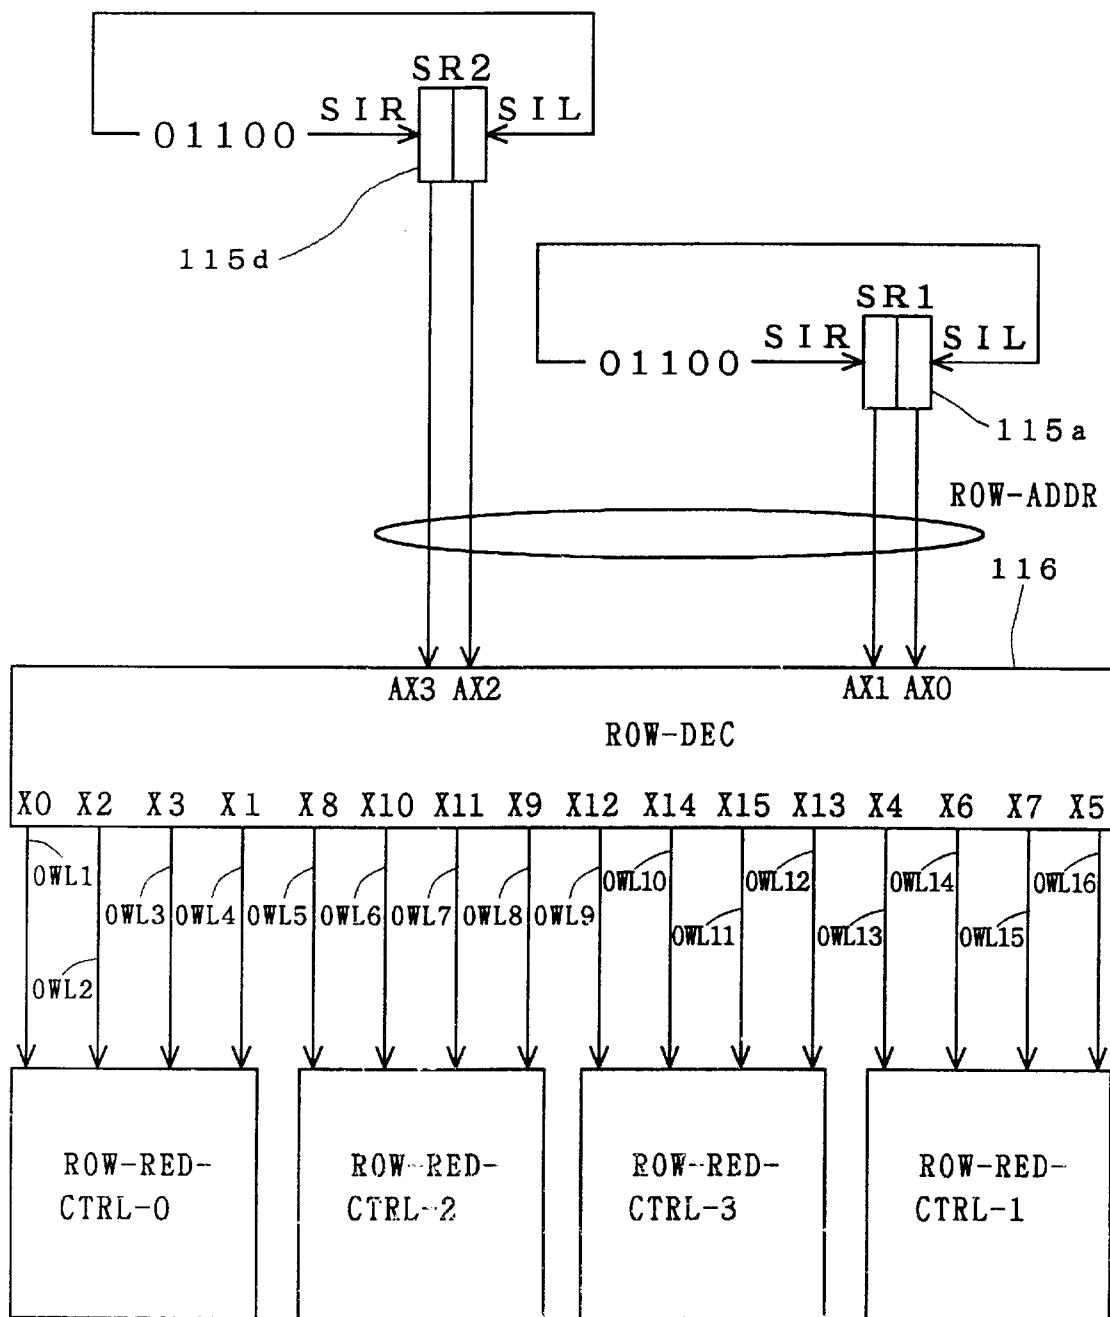 SR2
SIR
SIL
01100
115d
SR1
SIR
SIL
01100
115a
ROW-ADDR
116
AX3 AX2 AX1 AX0
ROW-DEC
X0 X2 X3 X1 X8 X10 X11 X9 X12 X14 X15 X13 X4 X6 X7 X5
OWL1
OWL2
OWL3
OWL4
OWL5
OWL6
OWL7
OWL8
OWL9
OWL10
OWL11
OWL12
OWL13
OWL14
OWL15
OWL16
ROW-RED-
CTRL-0
ROW-RED-
CTRL-2
ROW-RED-
CTRL-3
ROW-RED-
CTRL-1